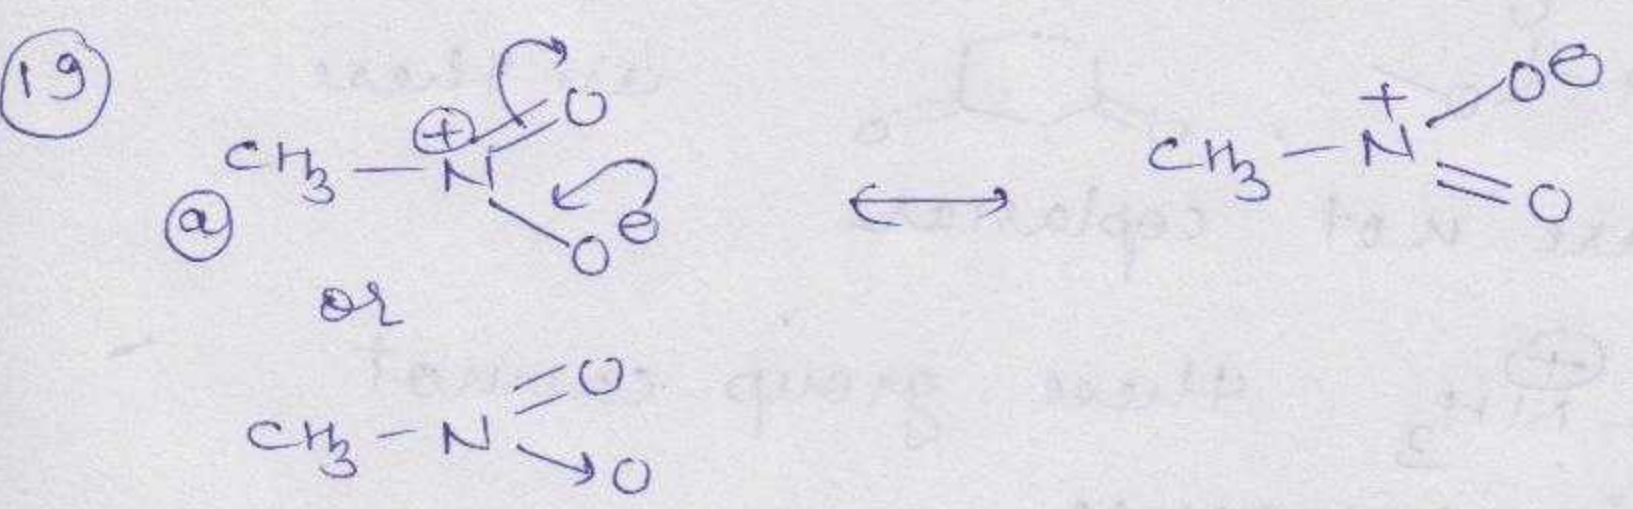 19
CH3 — N⊕ =O —O⊖ ⟷ CH3 — N+ —O⊖ =O
a
or
CH3 - N =O →O